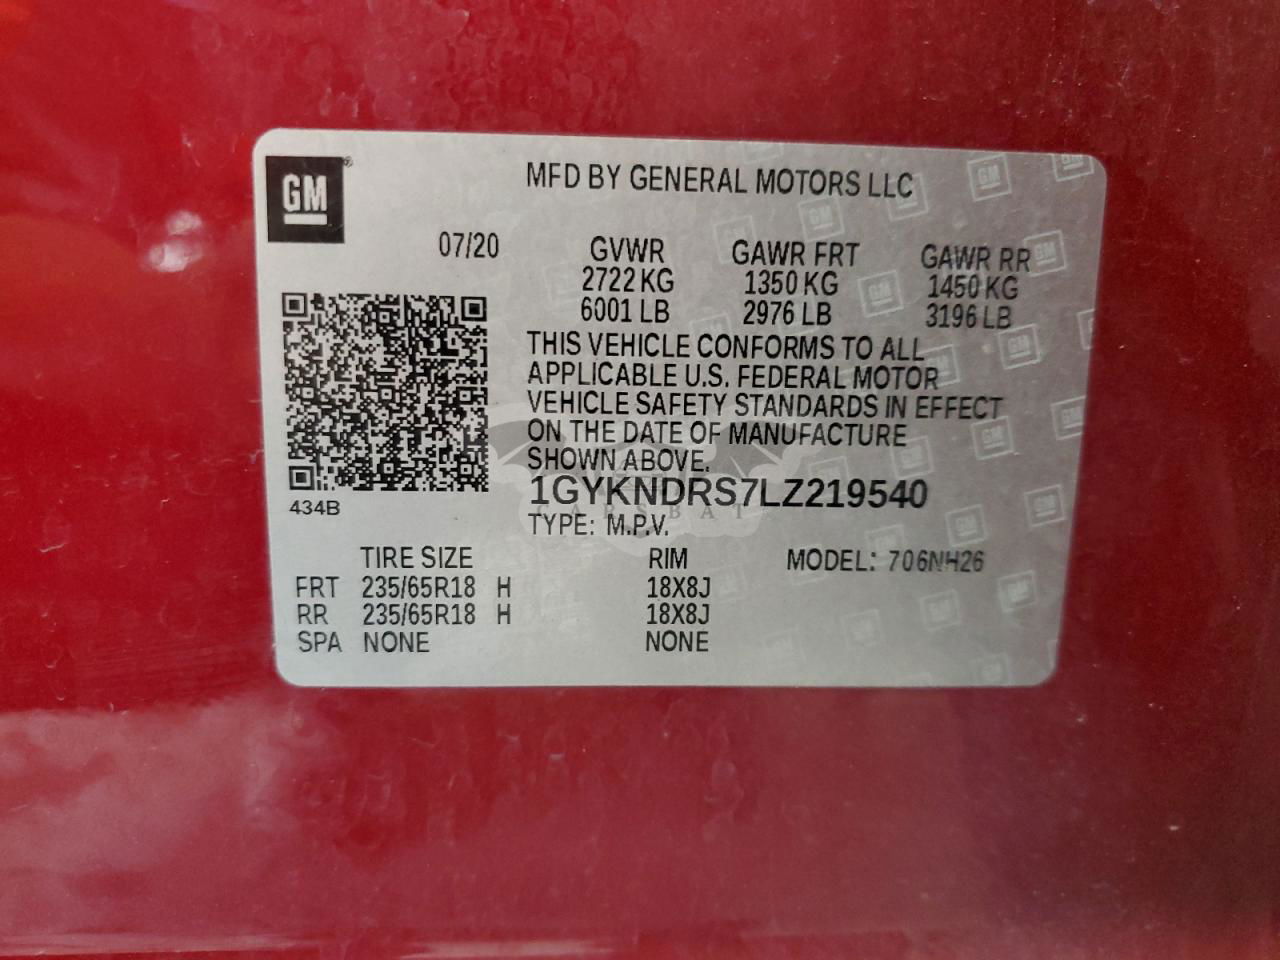 GM®
MFD BY GENERAL MOTORS LLC
07/20
GVWR GAWR FRT GAWR RR
2722 KG 1350 KG 1450 KG
6001 LB 2976 LB 3196 LB
THIS VEHICLE CONFORMS TO ALL
APPLICABLE U.S. FEDERAL MOTOR
VEHICLE SAFETY STANDARDS IN EFFECT
ON THE DATE OF MANUFACTURE
SHOWN ABOVE.
1GYKNDRS7LZ219540
CARSBAT
434B
TYPE: M.P.V.
TIRE SIZE RIM MODEL: 706NH26
FRT 235/65R18 H 18X8J
RR 235/65R18 H 18X8J
SPA NONE NONE